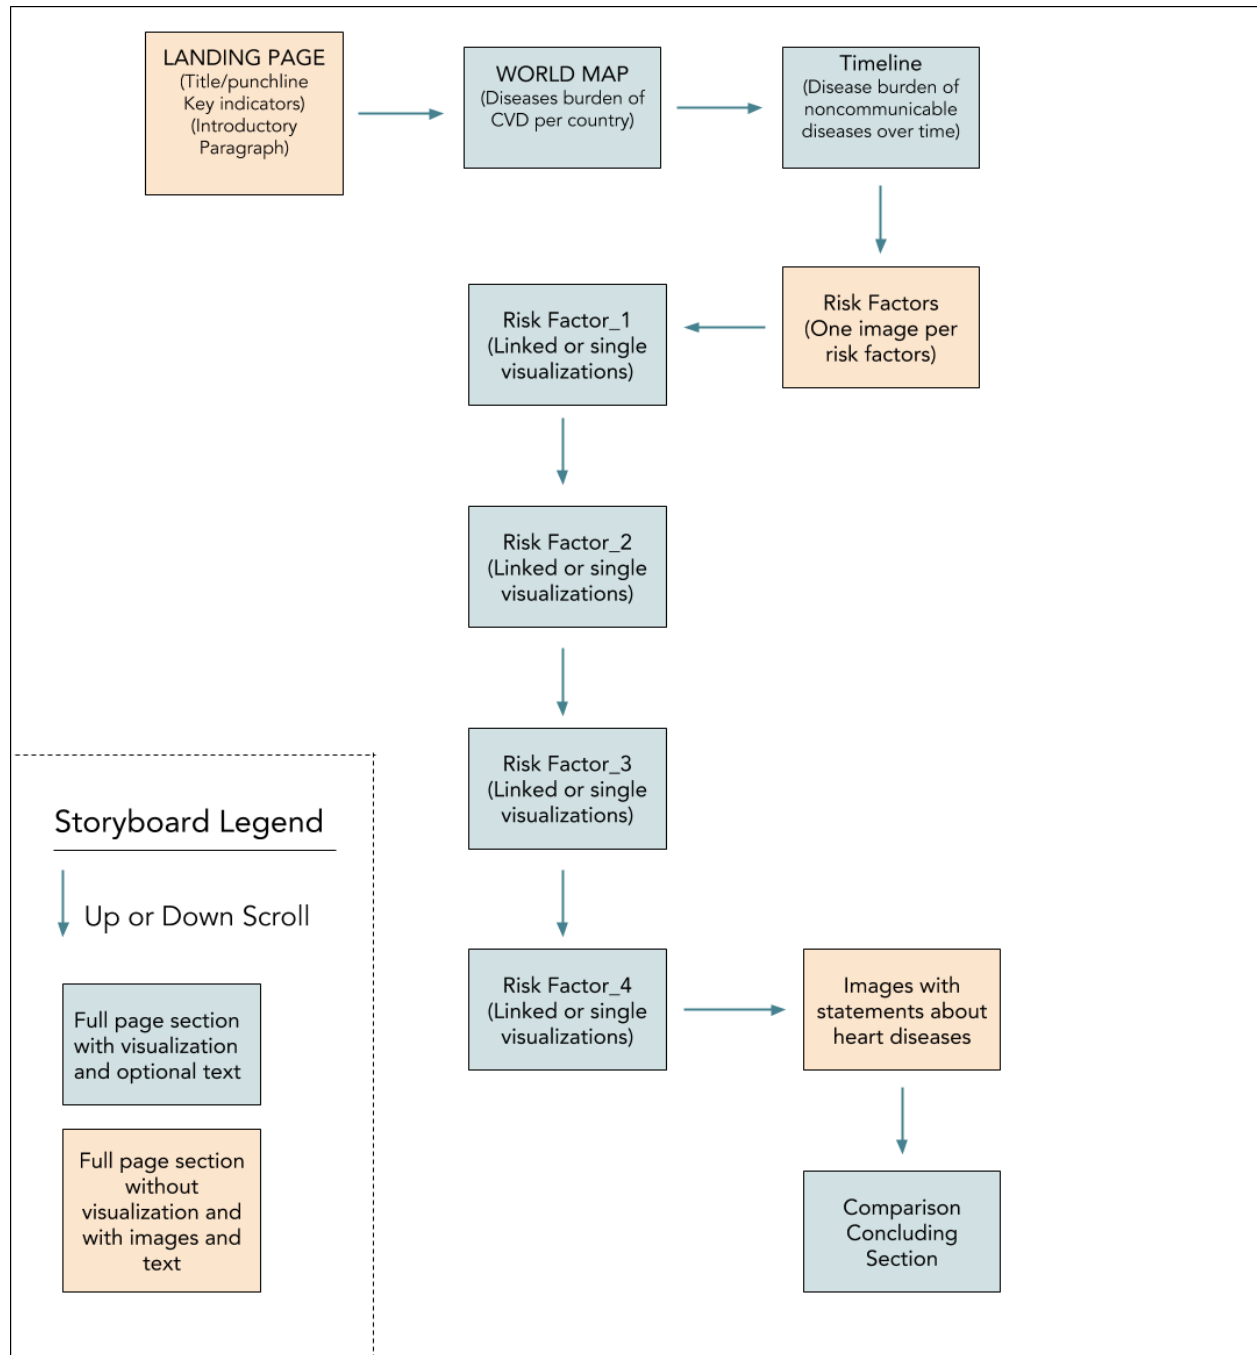 LANDING PAGE
(Title/punchline
Key indicators)
(Introductory
Paragraph)
WORLD MAP
(Diseases burden of
CVD per country)
Timeline
(Disease burden of
noncommunicable
diseases over time)
Risk Factors
(One image per
risk factors)
Risk Factor_1
(Linked or single
visualizations)
Risk Factor_2
(Linked or single
visualizations)
Risk Factor_3
(Linked or single
visualizations)
Risk Factor_4
(Linked or single
visualizations)
Images with
statements about
heart diseases
Comparison
Concluding
Section
Storyboard Legend
Up or Down Scroll
Full page section
with visualization
and optional text
Full page section
without
visualization and
with images and
text